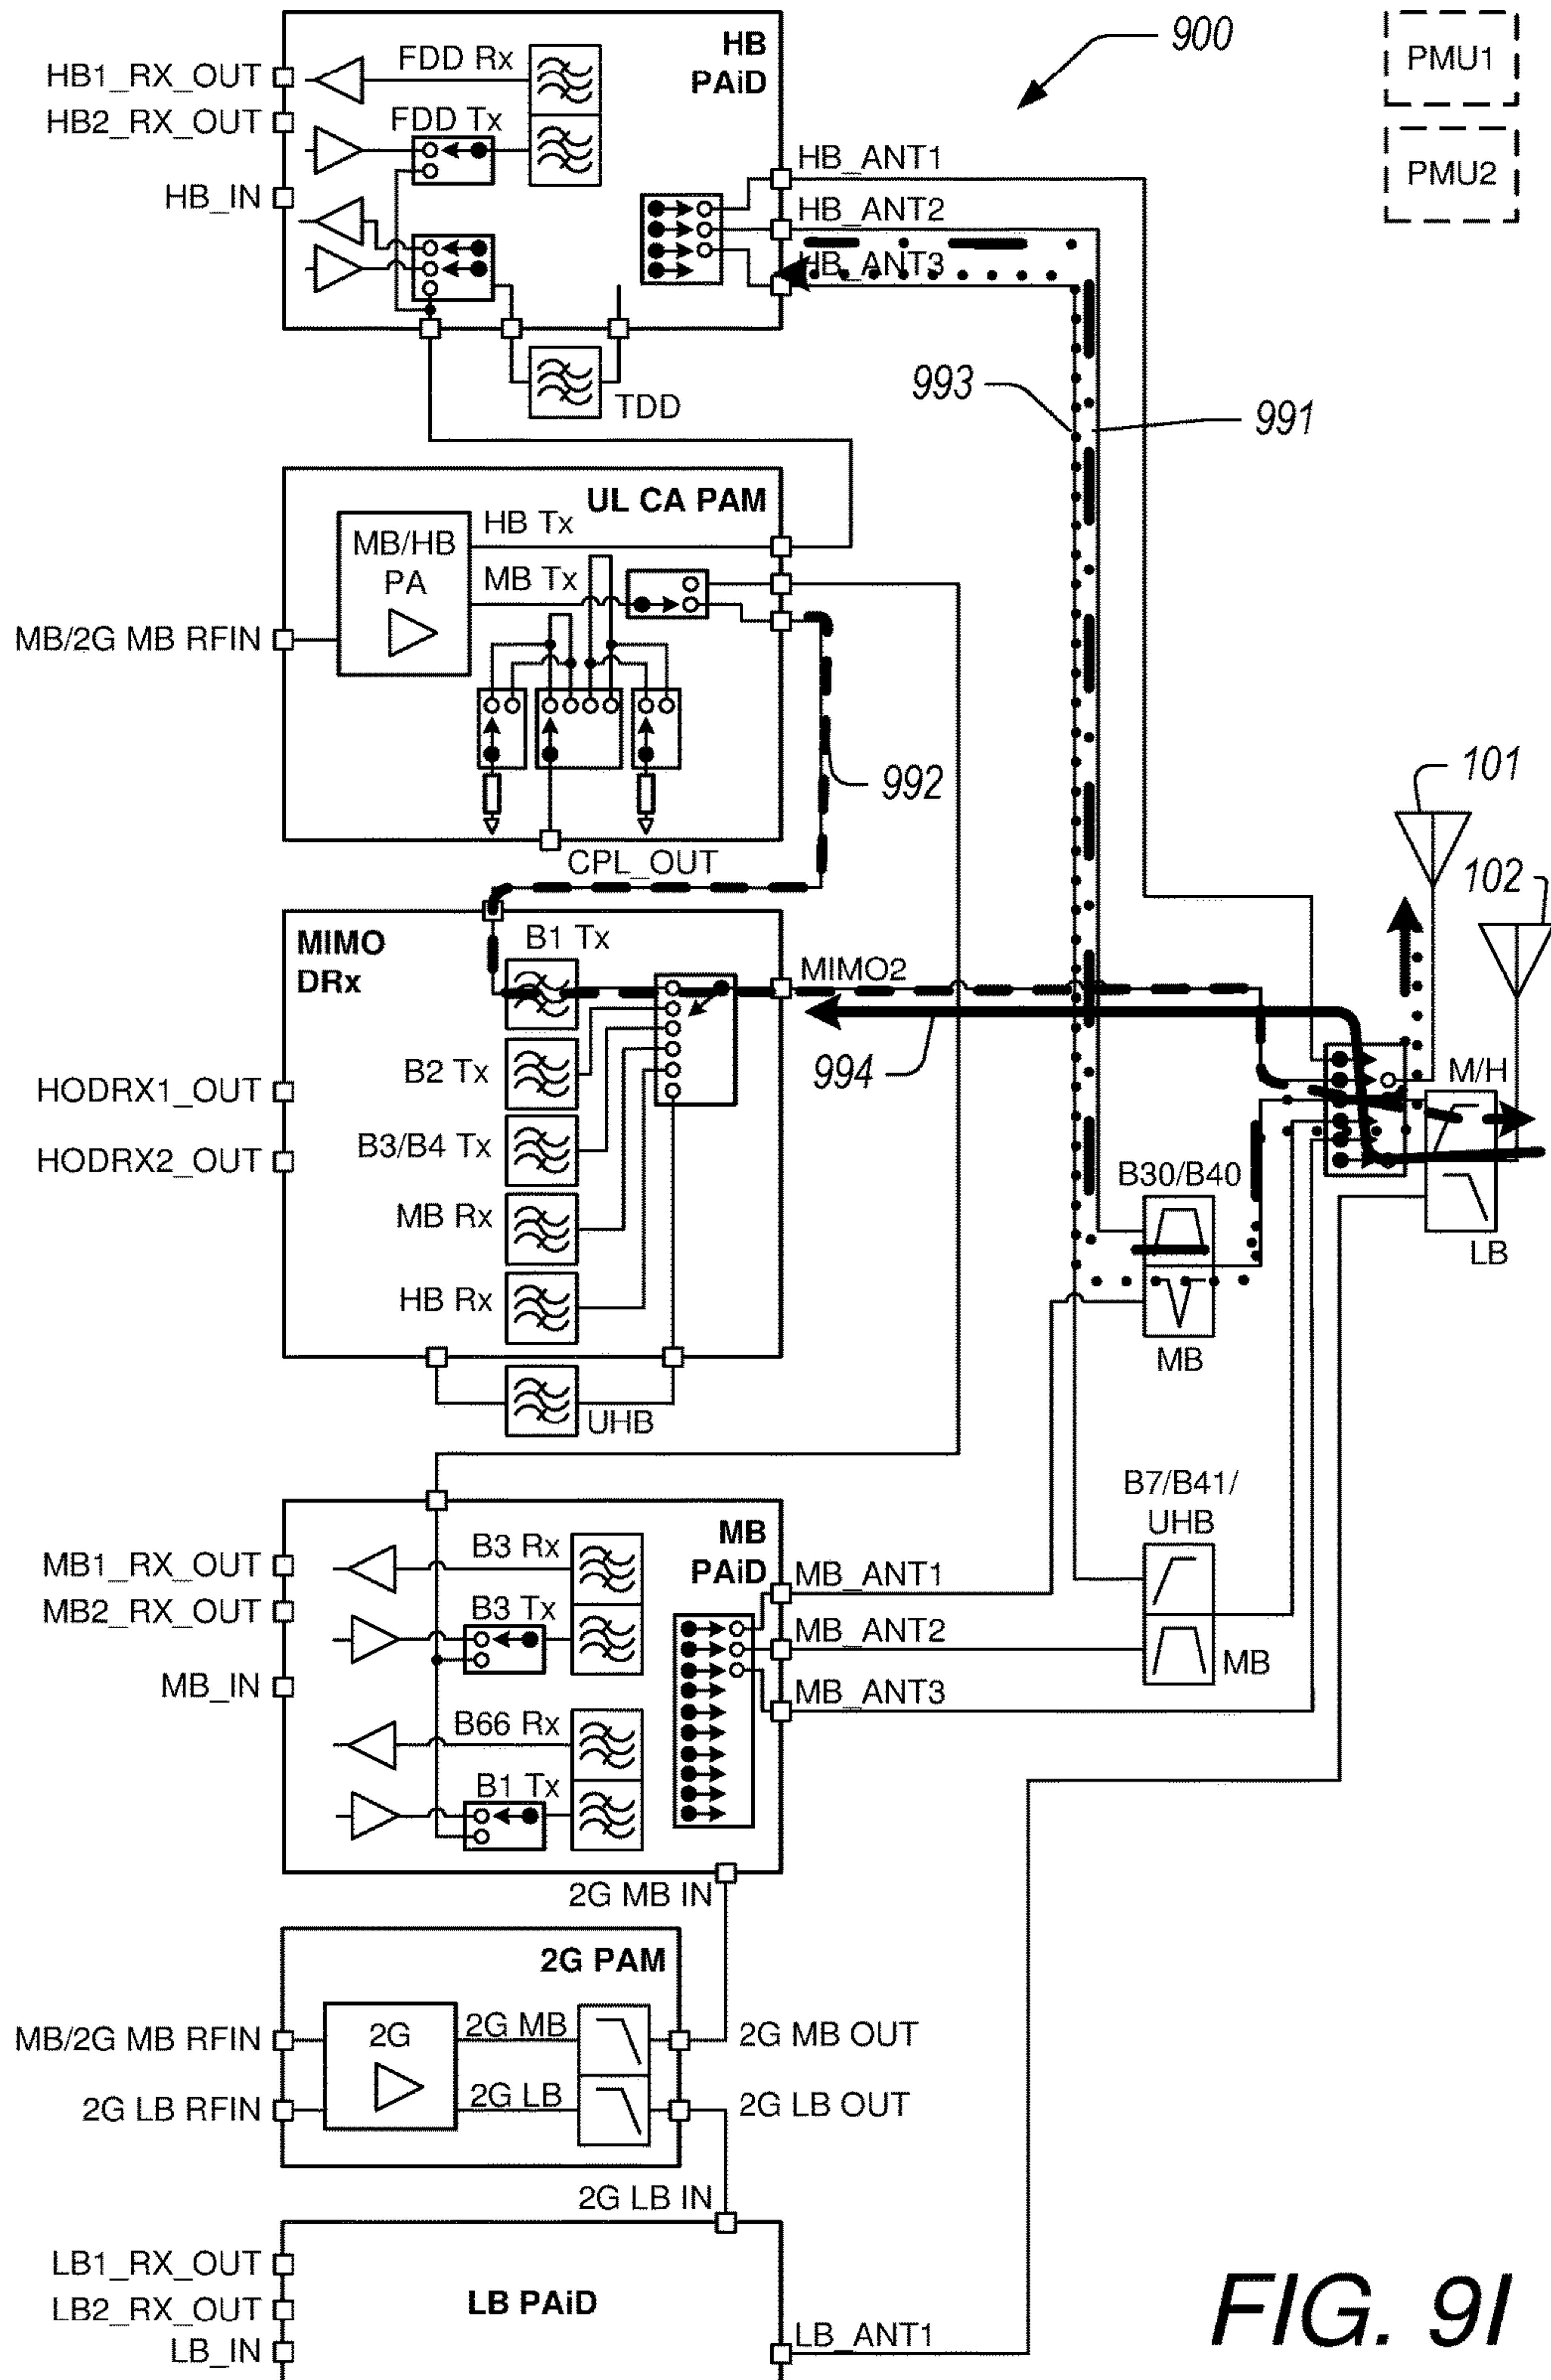 900
PMU1
PMU2
HB
PAiD
FDD Rx
FDD Tx
HB1_RX_OUT
HB2_RX_OUT
HB_IN
HB_ANT1
HB_ANT2
HB_ANT3
TDD
993
991
UL CA PAM
MB/HB
PA
HB Tx
MB Tx
MB/2G MB RFIN
992
CPL_OUT
101
102
MIMO
DRx
B1 Tx
MIMO2
B2 Tx
994
HODRX1_OUT
HODRX2_OUT
B3/B4 Tx
MB Rx
HB Rx
UHB
M/H
LB
B30/B40
MB
B7/B41/
UHB
MB
MB
PAiD
B3 Rx
B3 Tx
B66 Rx
B1 Tx
MB1_RX_OUT
MB2_RX_OUT
MB_IN
MB_ANT1
MB_ANT2
MB_ANT3
2G MB IN
2G PAM
MB/2G MB RFIN
2G
2G MB
2G MB OUT
2G LB RFIN
2G LB
2G LB OUT
2G LB IN
LB1_RX_OUT
LB2_RX_OUT
LB_IN
LB PAiD
LB_ANT1
FIG. 9I